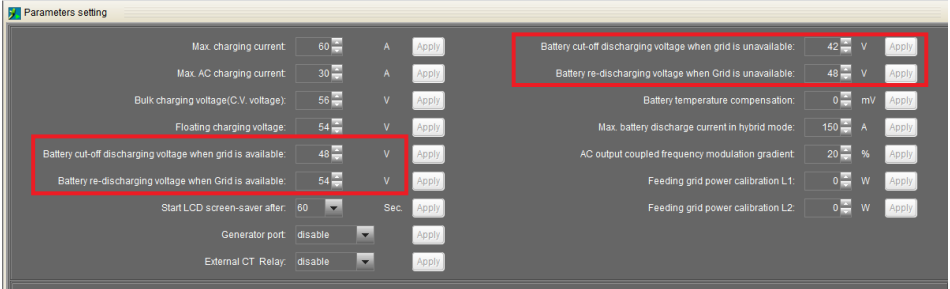 Parameters setting
Max. charging current: 60 A Apply
Max. AC charging current: 30 A Apply
Bulk charging voltage(C.V. voltage): 56 V Apply
Floating charging voltage: 54 V Apply
Battery cut-off discharging voltage when grid is available: 48 V Apply
Battery re-discharging voltage when Grid is available: 54 V Apply
Start LCD screen-saver after: 60 Sec. Apply
Generator port: disable Apply
External CT Relay: disable Apply
Battery cut-off discharging voltage when grid is unavailable: 42 V Apply
Battery re-discharging voltage when Grid is unavailable: 48 V Apply
Battery temperature compensation: 0 mV Apply
Max. battery discharge current in hybrid mode: 150 A Apply
AC output coupled frequency modulation gradient: 20 % Apply
Feeding grid power calibration L1: 0 W Apply
Feeding grid power calibration L2: 0 W Apply